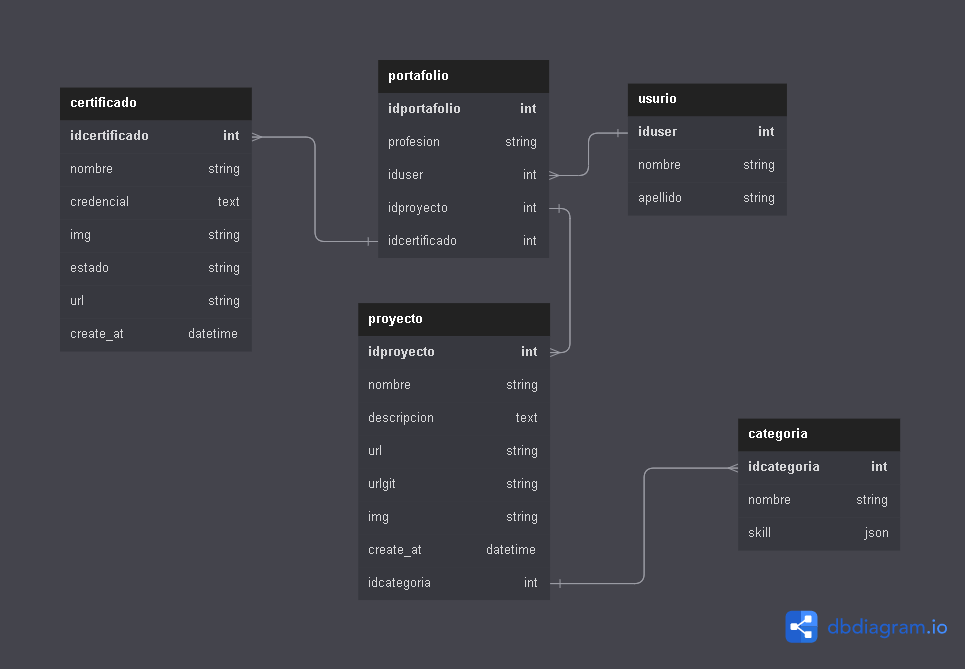 certificado
idcertificado int
nombre string
credencial text
img string
estado string
url string
create_at datetime
portafolio
idportafolio int
profesion string
iduser int
idproyecto int
idcertificado int
usurio
iduser int
nombre string
apellido string
proyecto
idproyecto int
nombre string
descripcion text
url string
urlgit string
img string
create_at datetime
idcategoria int
categoria
idcategoria int
nombre string
skill json
dbdiagram.io